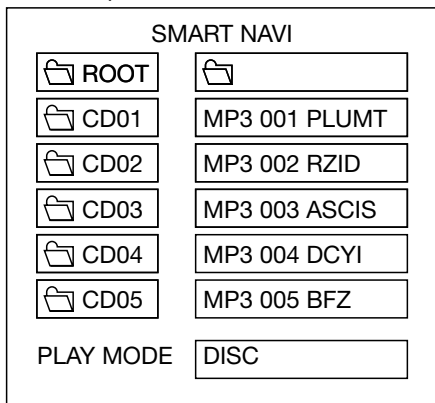 SMART NAVI
ROOT
CD01 MP3 001 PLUMT
CD02 MP3 002 RZID
CD03 MP3 003 ASCIS
CD04 MP3 004 DCYI
CD05 MP3 005 BFZ
PLAY MODE DISC